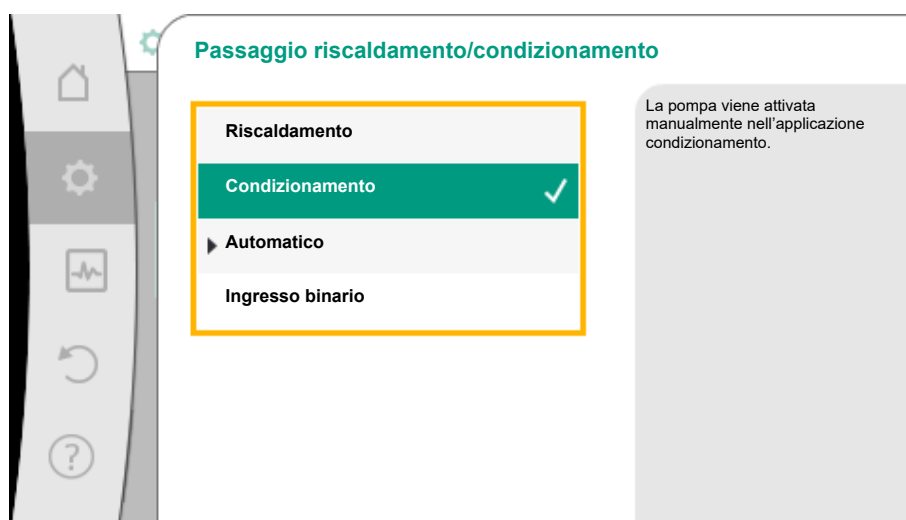 Passaggio riscaldamento/condizionamento
Riscaldamento
Condizionamento
Automatico
Ingresso binario
La pompa viene attivata
manualmente nell'applicazione
condizionamento.
?